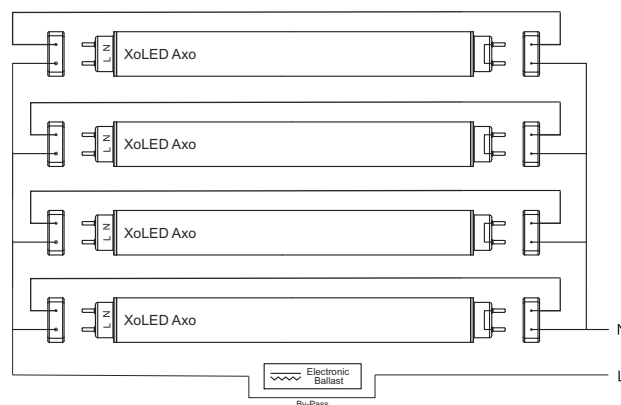 L N XoLED Axo
L N XoLED Axo
L N XoLED Axo
L N XoLED Axo
N
L
Electronic
Ballast
By-Pass